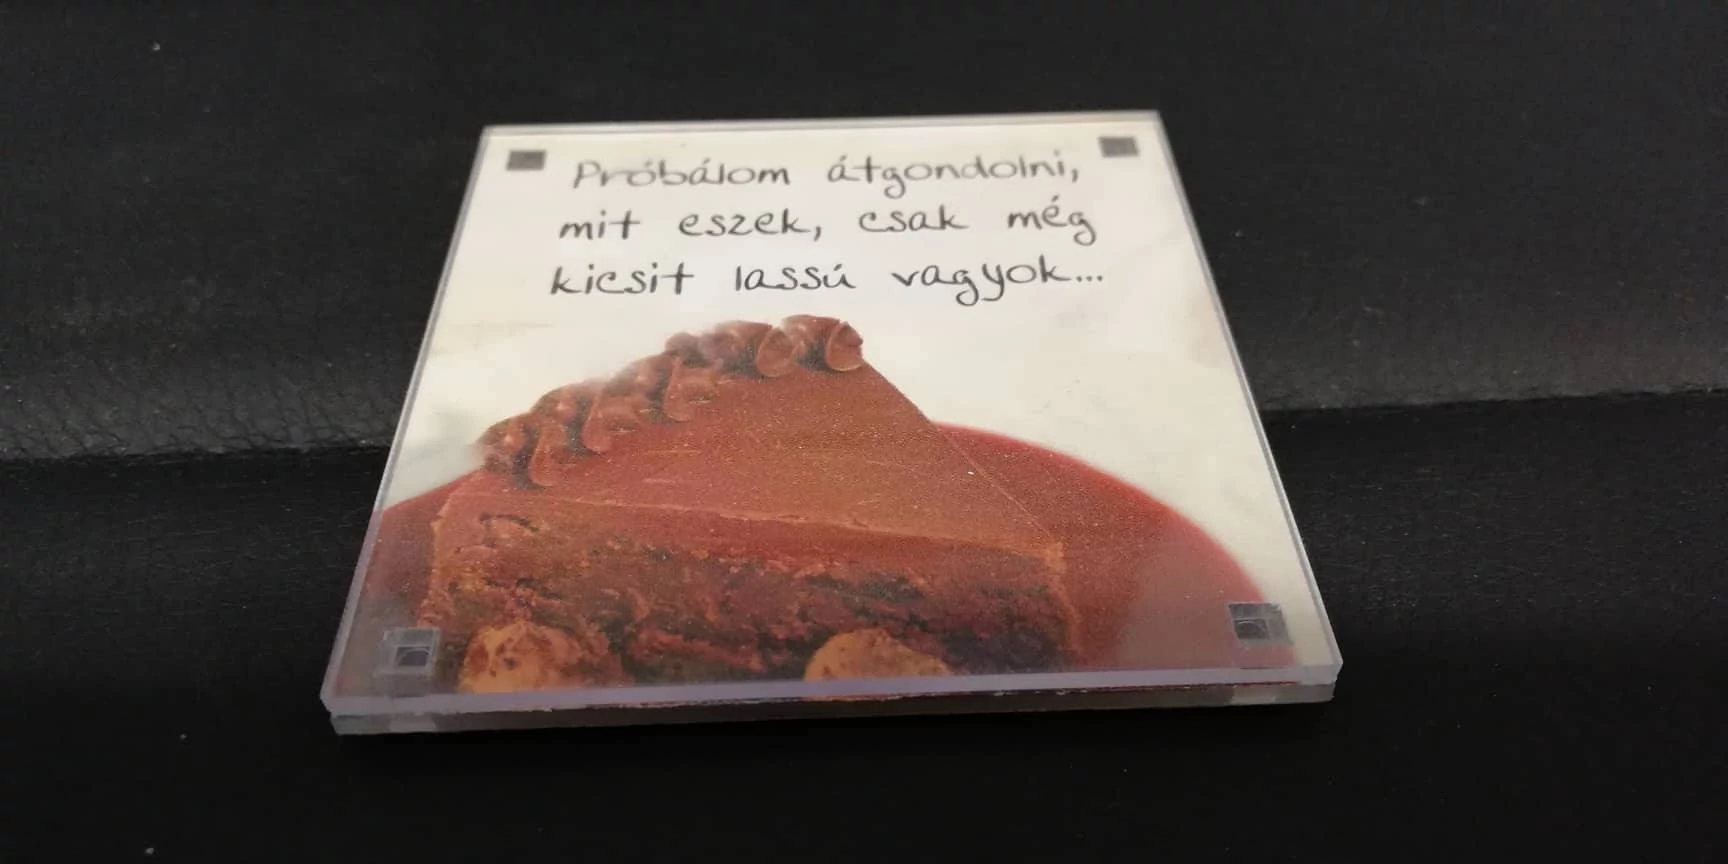 Próbálom átgondolni,
mit eszek, csak még
kicsit lassú vagyok...